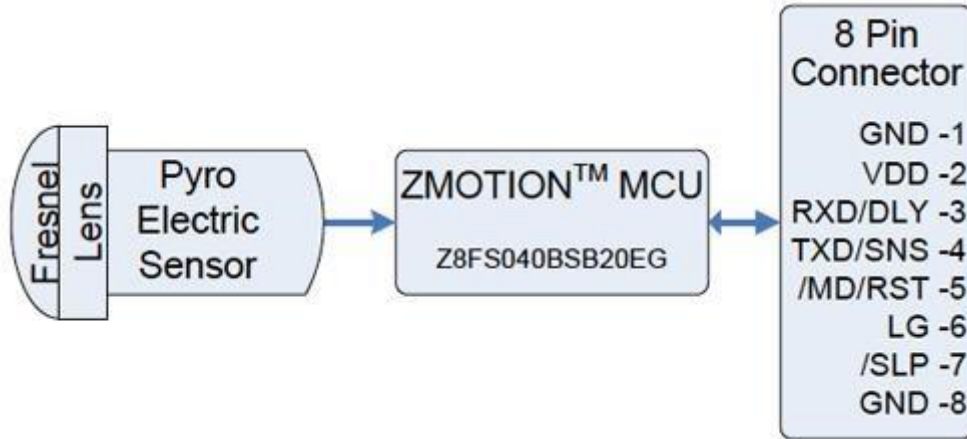 Fresnel
Lens
Pyro
Electric
Sensor
ZMOTION™ MCU
Z8FS040BSB20EG
8 Pin
Connector
GND -1
VDD -2
RXD/DLY -3
TXD/SNS -4
/MD/RST -5
LG -6
/SLP -7
GND -8